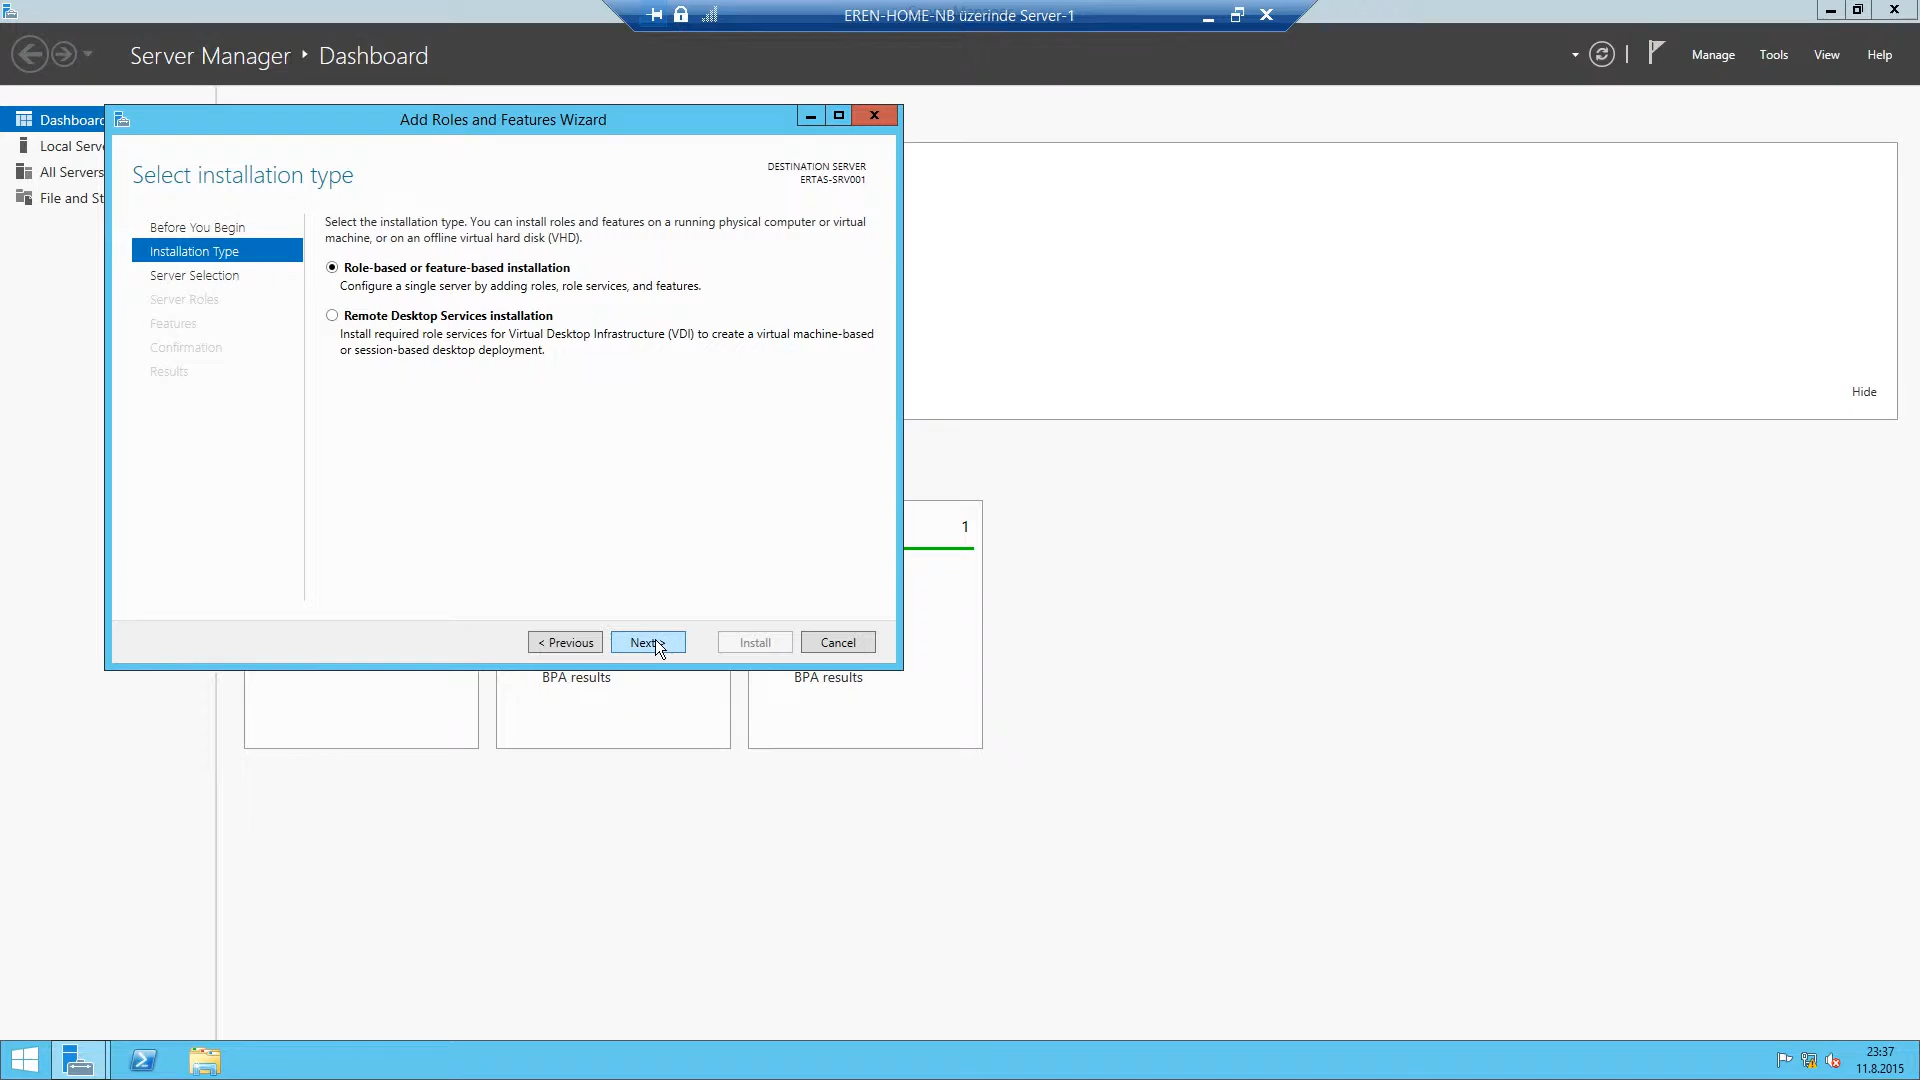 EREN-HOME-NB üzerinde Server-1
Server Manager ‣ Dashboard
Manage
Tools
View
Help
Dashboard
Local Serve
All Servers
File and St
Add Roles and Features Wizard
Select installation type
DESTINATION SERVER
ERTAS-SRV001
Before You Begin
Installation Type
Server Selection
Server Roles
Features
Confirmation
Results
Select the installation type. You can install roles and features on a running physical computer or virtual
machine, or on an offline virtual hard disk (VHD).
Role-based or feature-based installation
Configure a single server by adding roles, role services, and features.
Remote Desktop Services installation
Install required role services for Virtual Desktop Infrastructure (VDI) to create a virtual machine-based
or session-based desktop deployment.
Hide
1
< Previous
Next >
Install
Cancel
BPA results
BPA results
23:37
11.8.2015